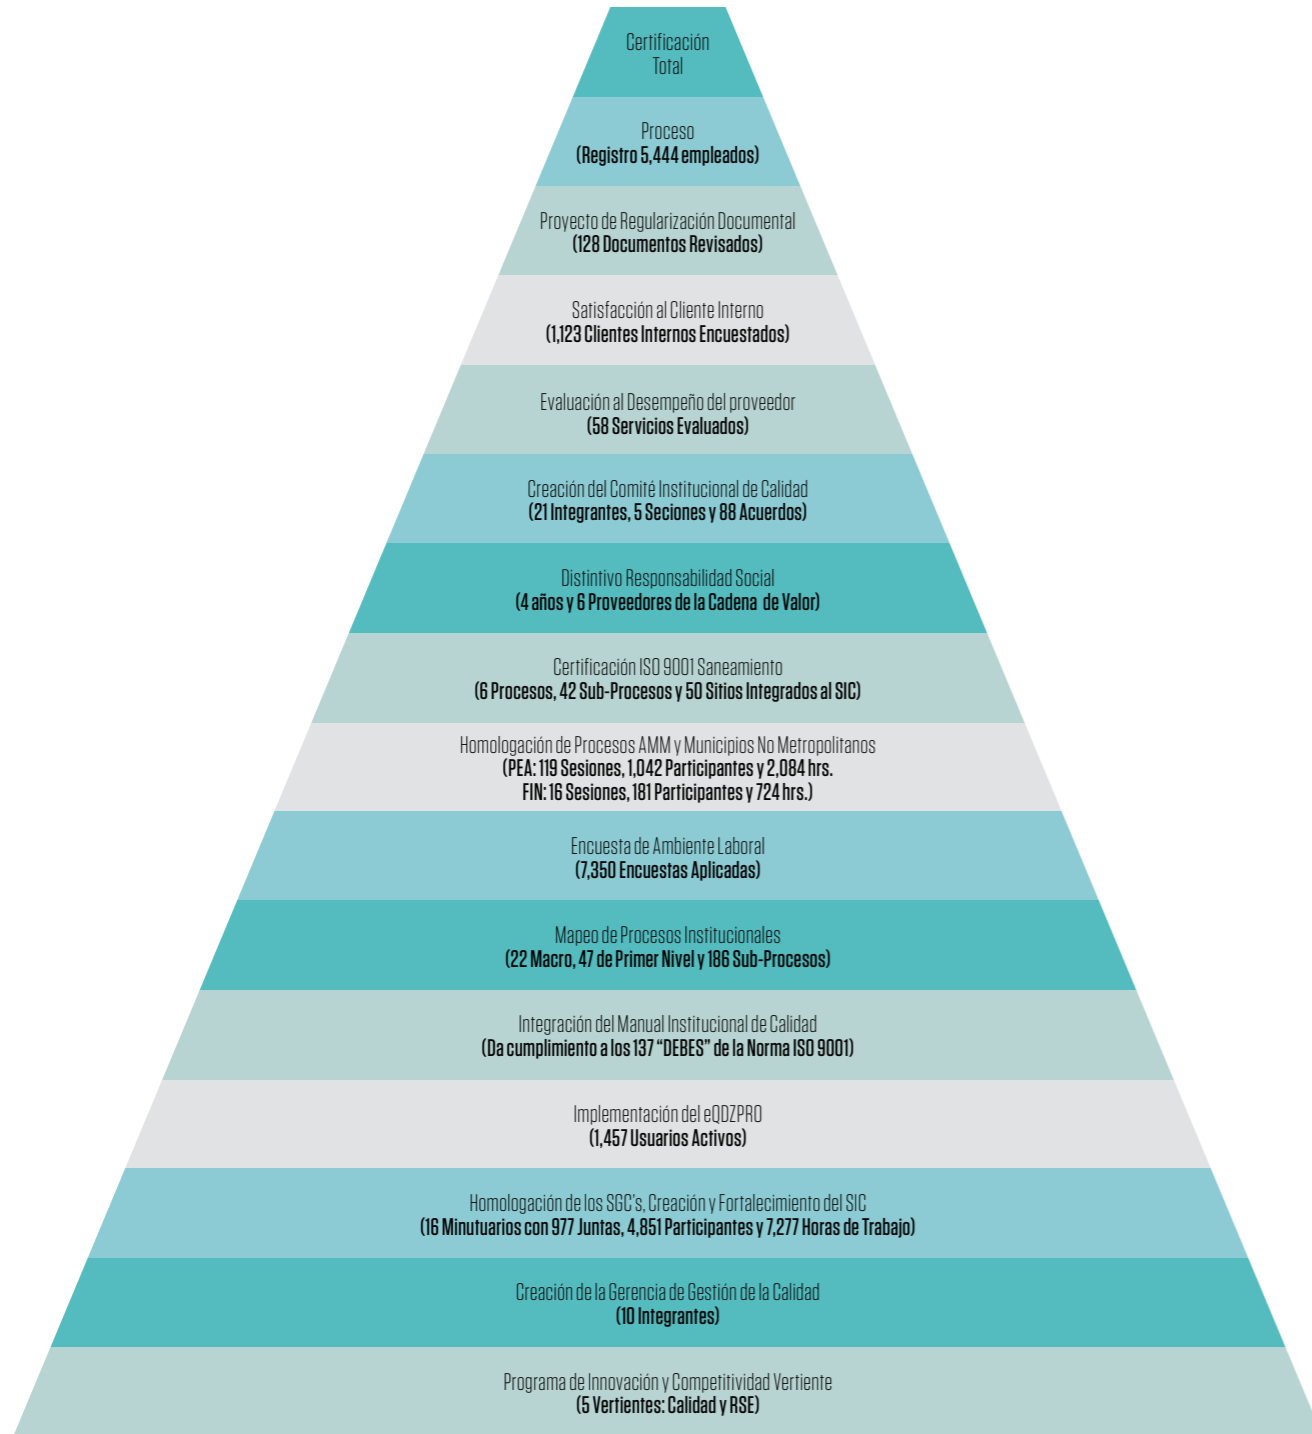 Certificación
Total
Proceso
(Registro 5,444 empleados)
Proyecto de Regularización Documental
(128 Documentos Revisados)
Satisfacción al Cliente Interno
(1,123 Clientes Internos Encuestados)
Evaluación al Desempeño del proveedor
(58 Servicios Evaluados)
Creación del Comité Institucional de Calidad
(21 Integrantes, 5 Seciones y 88 Acuerdos)
Distintivo Responsabilidad Social
(4 años y 6 Proveedores de la Cadena de Valor)
Certificación ISO 9001 Saneamiento
(6 Procesos, 42 Sub-Procesos y 50 Sitios Integrados al SIC)
Homologación de Procesos AMM y Municipios No Metropolitanos
(PEA: 119 Sesiones, 1,042 Participantes y 2,084 hrs.
FIN: 16 Sesiones, 181 Participantes y 724 hrs.)
Encuesta de Ambiente Laboral
(7,350 Encuestas Aplicadas)
Mapeo de Procesos Institucionales
(22 Macro, 47 de Primer Nivel y 186 Sub-Procesos)
Integración del Manual Institucional de Calidad
(Da cumplimiento a los 137 “DEBES” de la Norma ISO 9001)
Implementación del eQDZPRO
(1,457 Usuarios Activos)
Homologación de los SGC's, Creación y Fortalecimiento del SIC
(16 Minutuarios con 977 Juntas, 4,851 Participantes y 7,277 Horas de Trabajo)
Creación de la Gerencia de Gestión de la Calidad
(10 Integrantes)
Programa de Innovación y Competitividad Vertiente
(5 Vertientes: Calidad y RSE)